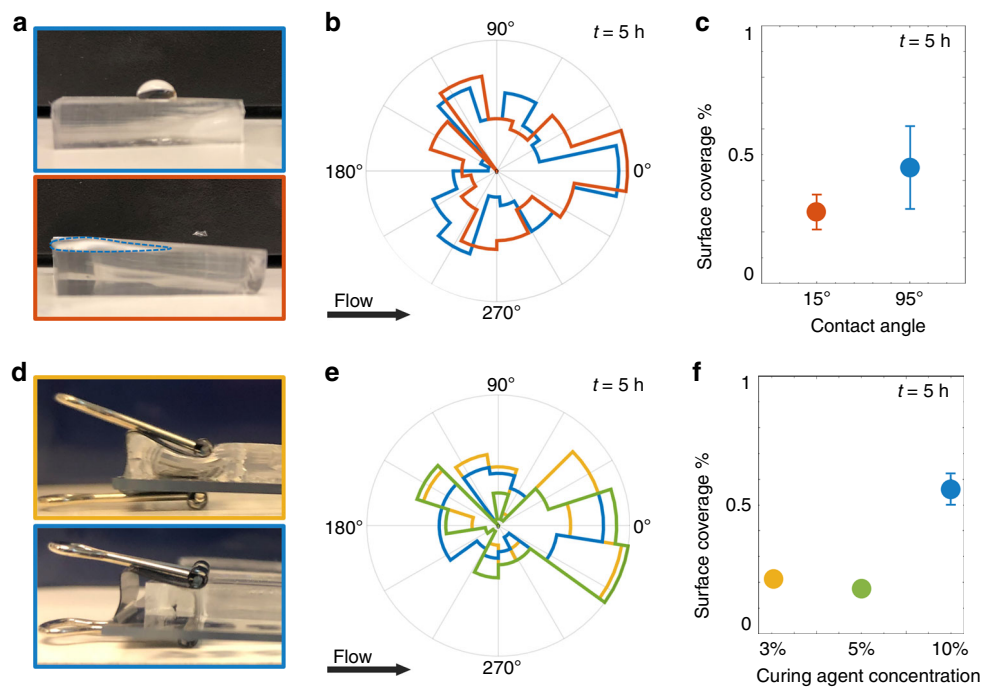 a
b
90°
t = 5 h
180°
0°
270°
Flow
c
1
t = 5 h
Surface coverage %
0.5
0
15°
95°
Contact angle
d
e
90°
t = 5 h
180°
0°
270°
Flow
f
1
t = 5 h
Surface coverage %
0.5
0
3%
5%
10%
Curing agent concentration